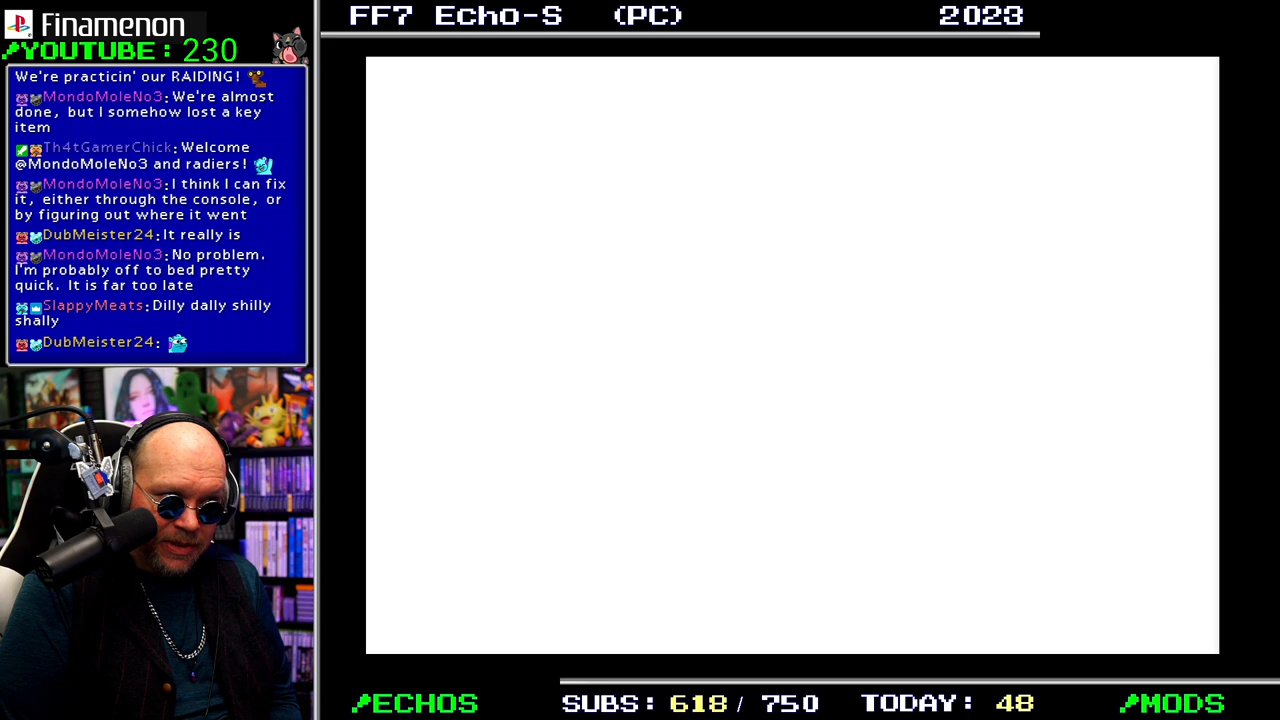 FF7 Echo-S (PC) 2023
Finamenon
/YOUTUBE: 230
We're practicin' our RAIDING!
MondoMoleNo3: We're almost
done, but I somehow lost a key
item
Th4tGamerChick: Welcome
@MondoMoleNo3 and radiers!
MondoMoleNo3: I think I can fix
it, either through the console, or
by figuring out where it went
DubMeister24: It really is
MondoMoleNo3: No problem.
I'm probably off to bed pretty
quick. It is far too late
SlappyMeats: Dilly dally shilly
shally
DubMeister24:
/ECHOS SUBS: 618/ 750 TODAY: 48 /MODS